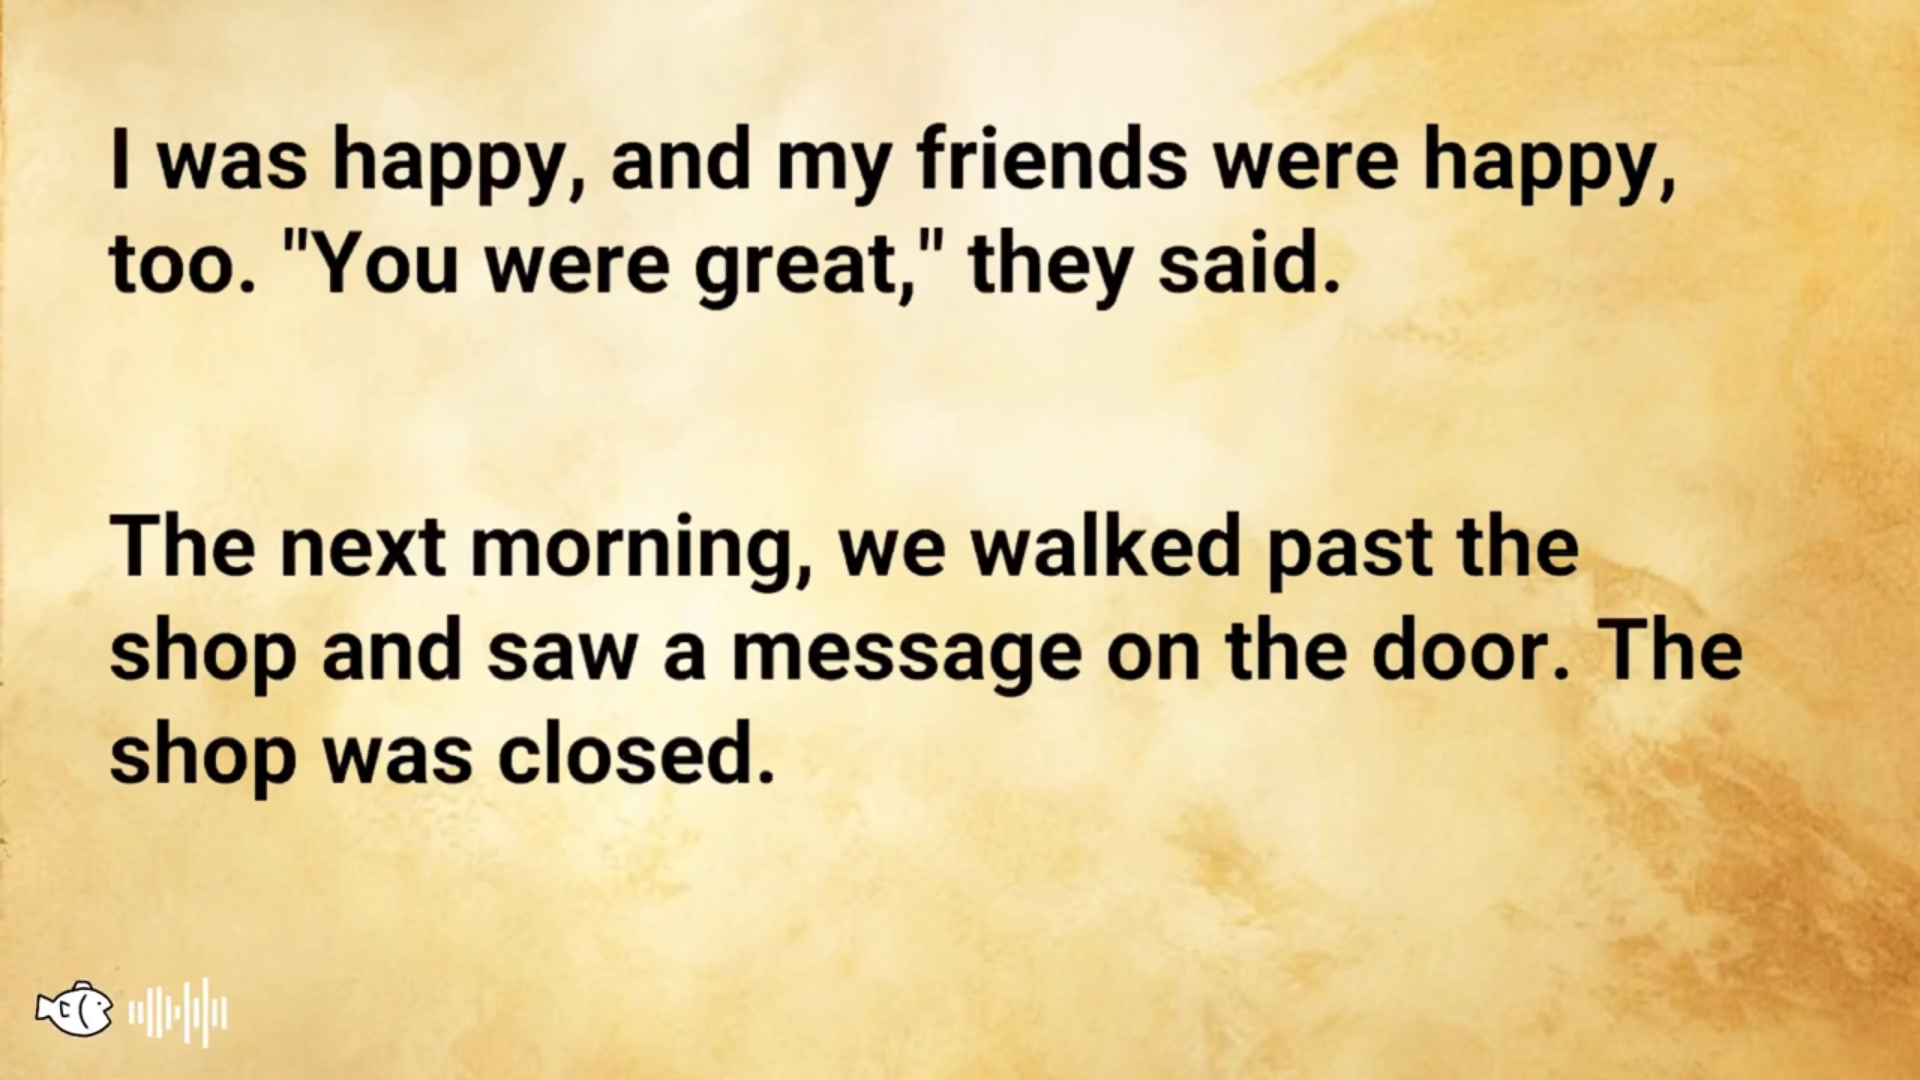 I was happy, and my friends were happy,
too. "You were great," they said.
The next morning, we walked past the
shop and saw a message on the door. The
shop was closed.